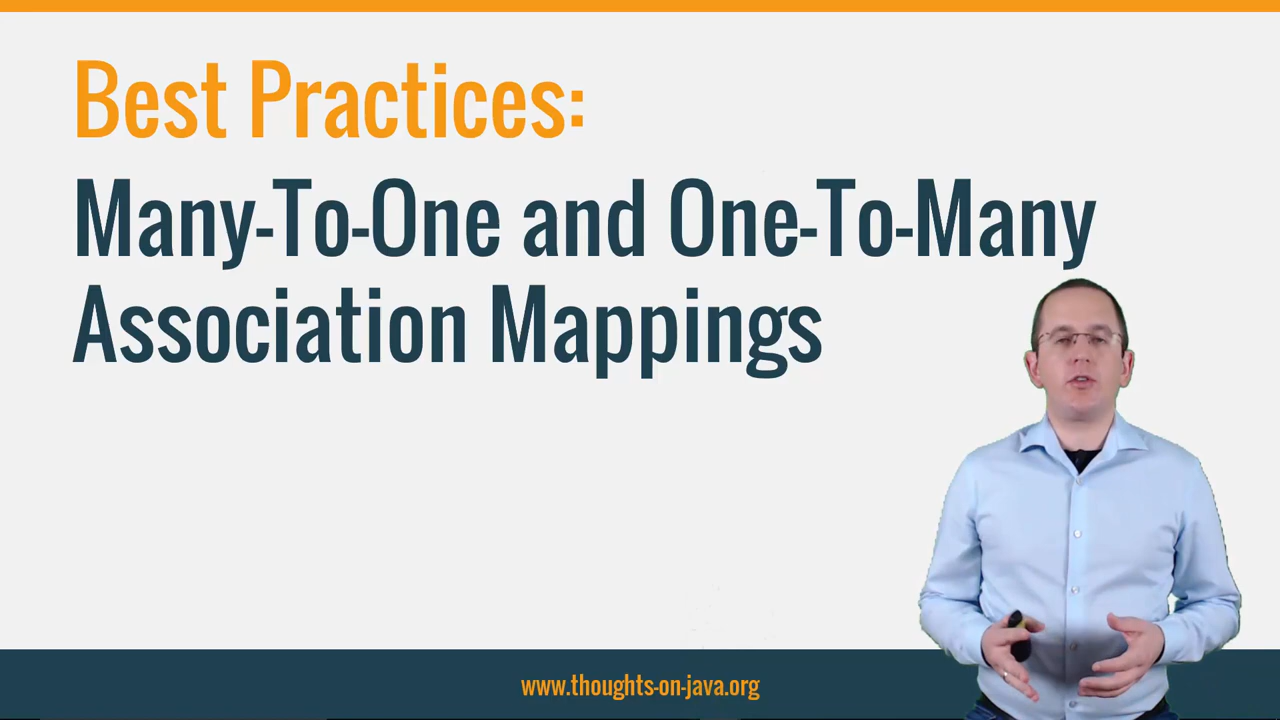 Best Practices:
Many-To-One and One-To-Many
Association Mappings
www.thoughts-on-java.org